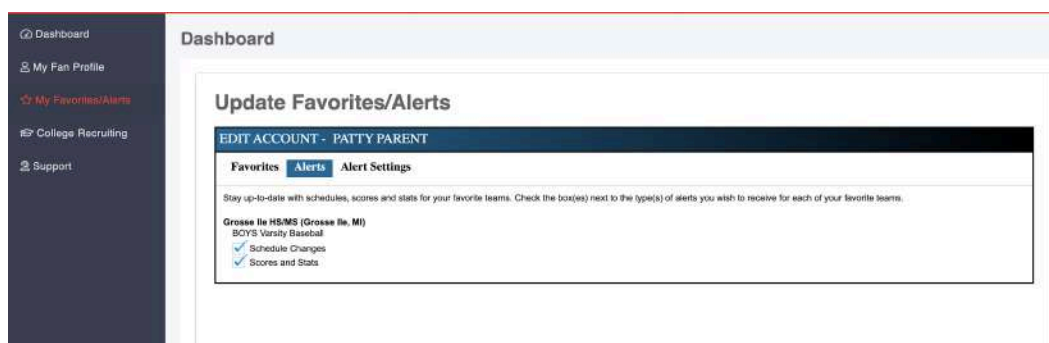 Dashboard
My Fan Profile
My Favorites/Alerts
College Recruiting
Support
Dashboard
Update Favorites/Alerts
EDIT ACCOUNT - PATTY PARENT
Favorites Alerts Alert Settings
Stay up-to-date with schedules, scores and stats for your favorite teams. Check the box(es) next to the type(s) of alerts you wish to receive for each of your favorite teams.
Grosse Ile HS/MS (Grosse Ile, MI)
BOYS Varsity Baseball
Schedule Changes
Scores and Stats